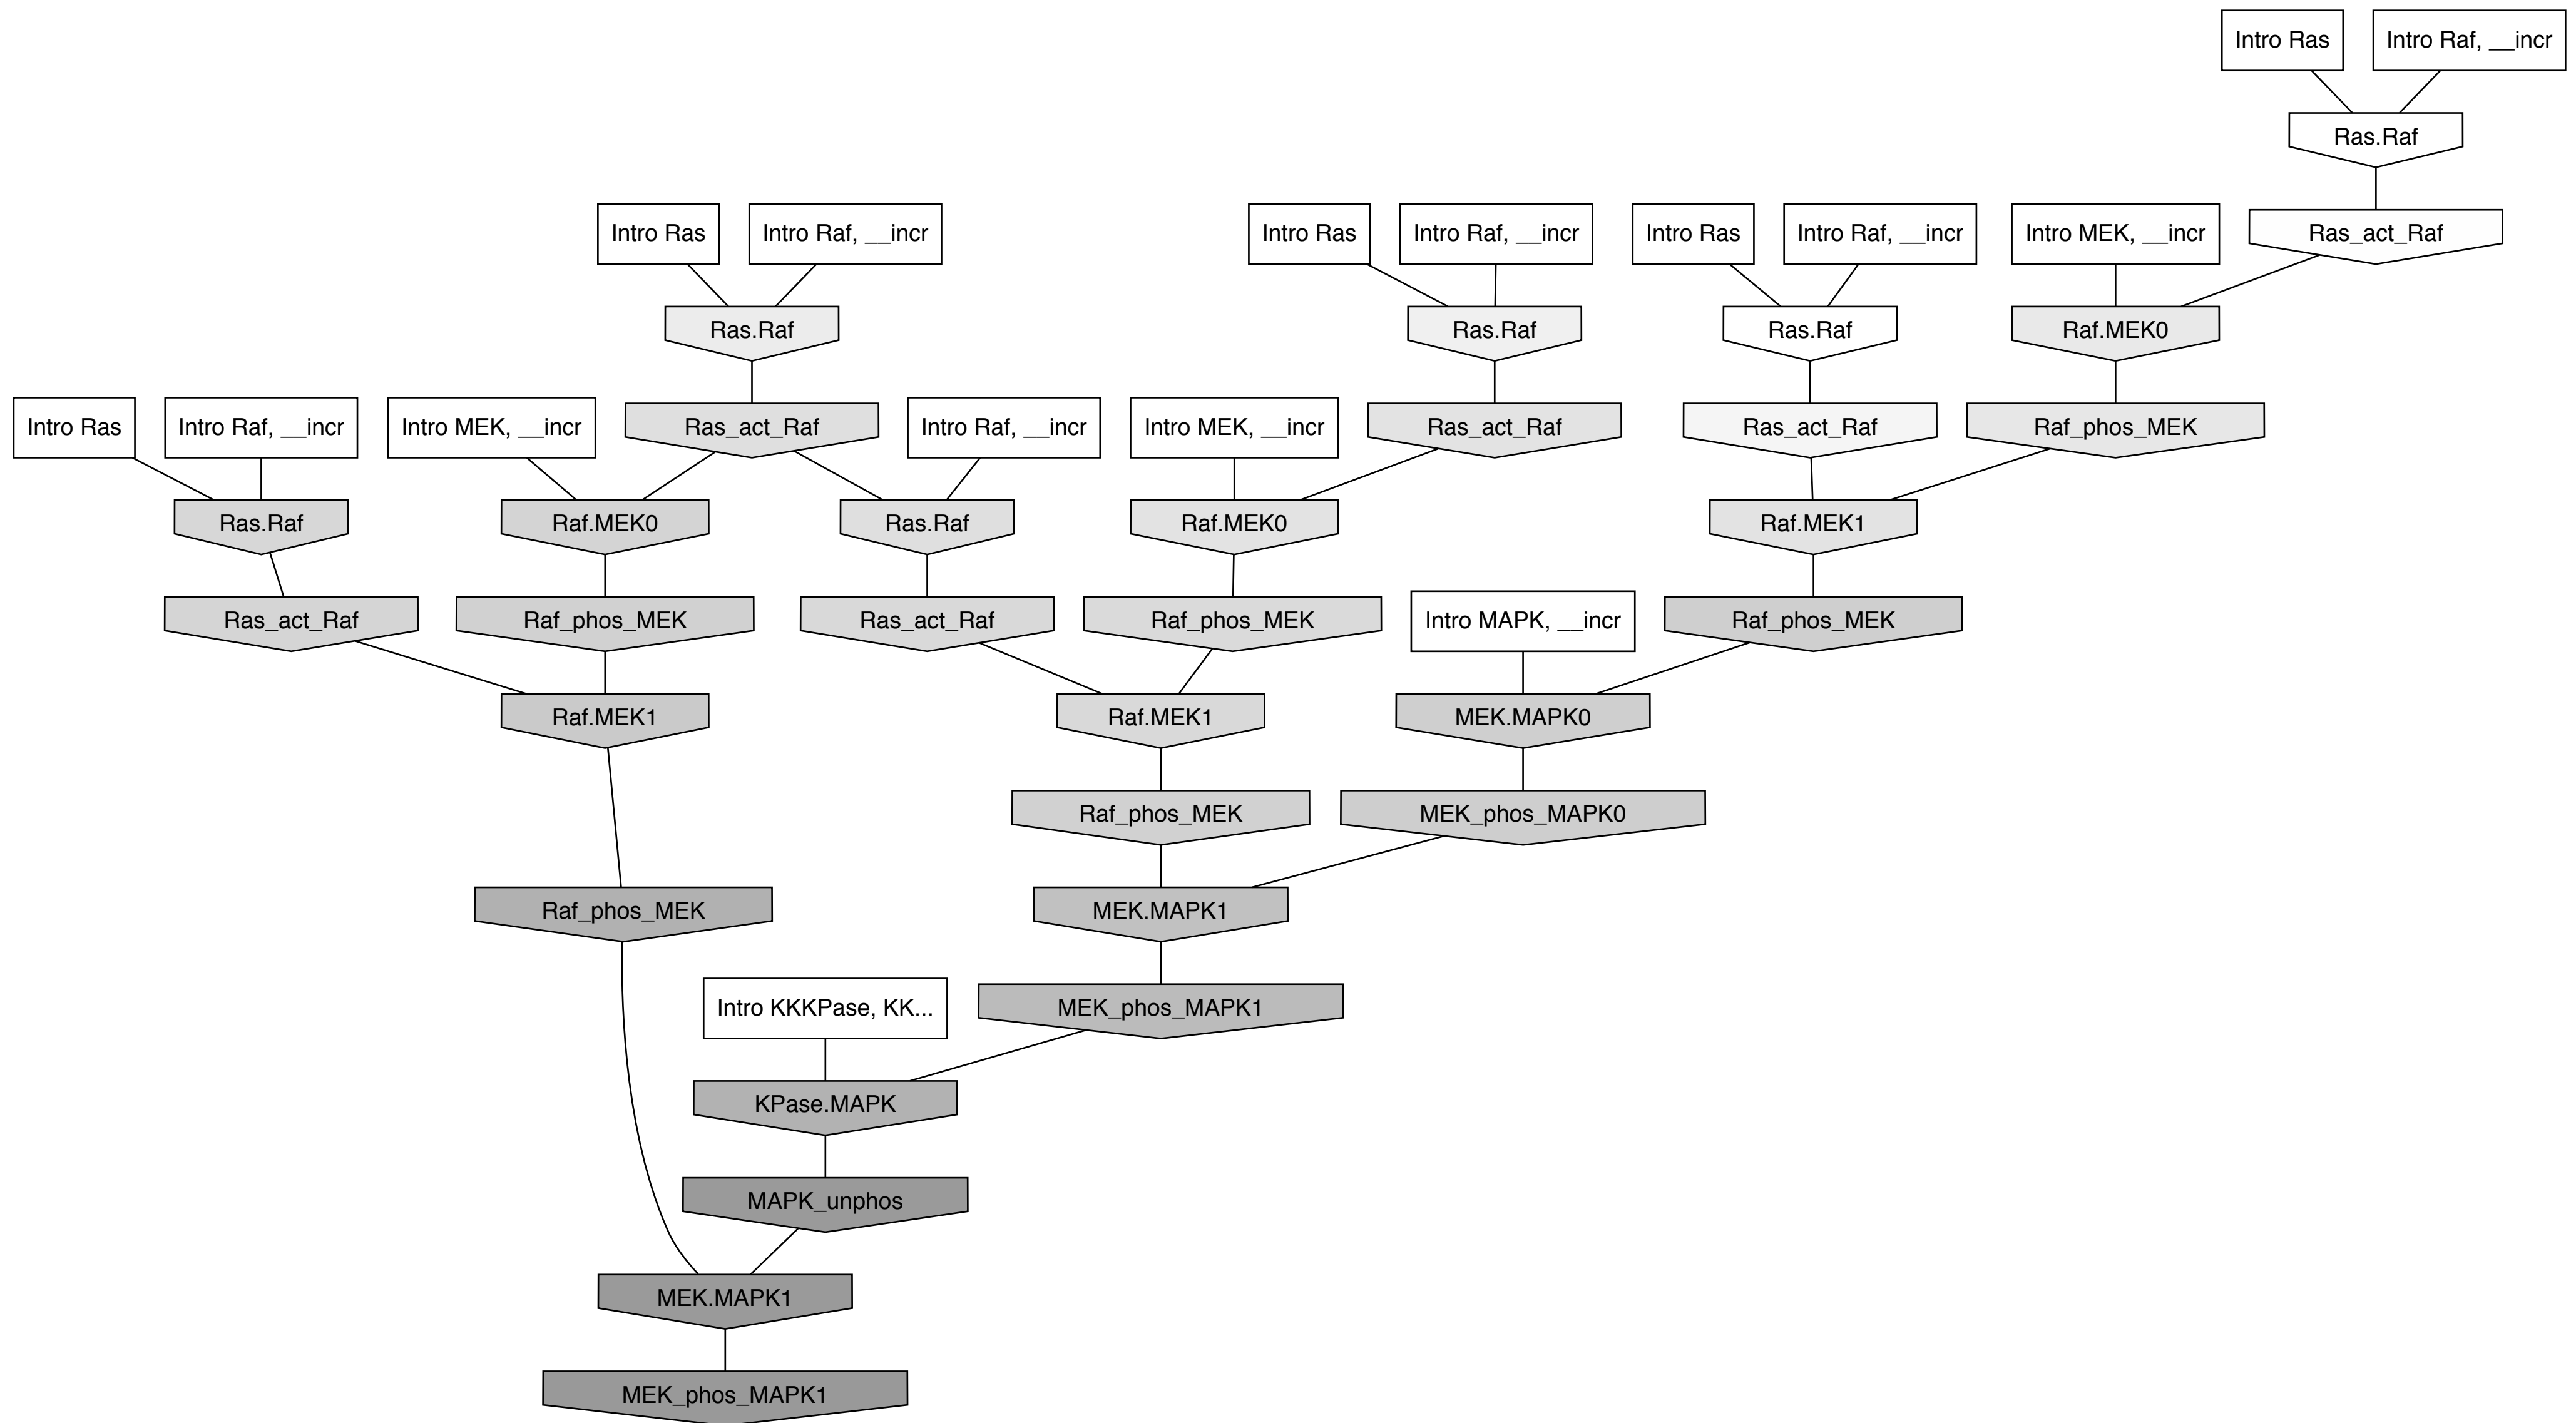 Intro Ras
Intro Raf, __incr
Ras.Raf
Intro Ras
Intro Raf, __incr
Intro Ras
Intro Raf, __incr
Intro Ras
Intro Raf, __incr
Intro MEK, __incr
Ras_act_Raf
Ras.Raf
Ras.Raf
Ras.Raf
Raf.MEK0
Intro Ras
Intro Raf, __incr
Intro MEK, __incr
Ras_act_Raf
Intro Raf, __incr
Intro MEK, __incr
Ras_act_Raf
Ras_act_Raf
Raf_phos_MEK
Ras.Raf
Raf.MEK0
Ras.Raf
Raf.MEK0
Raf.MEK1
Ras_act_Raf
Raf_phos_MEK
Ras_act_Raf
Raf_phos_MEK
Intro MAPK, __incr
Raf_phos_MEK
Raf.MEK1
Raf.MEK1
MEK.MAPK0
Raf_phos_MEK
MEK_phos_MAPK0
Raf_phos_MEK
MEK.MAPK1
Intro KKKPase, KK...
MEK_phos_MAPK1
KPase.MAPK
MAPK_unphos
MEK.MAPK1
MEK_phos_MAPK1